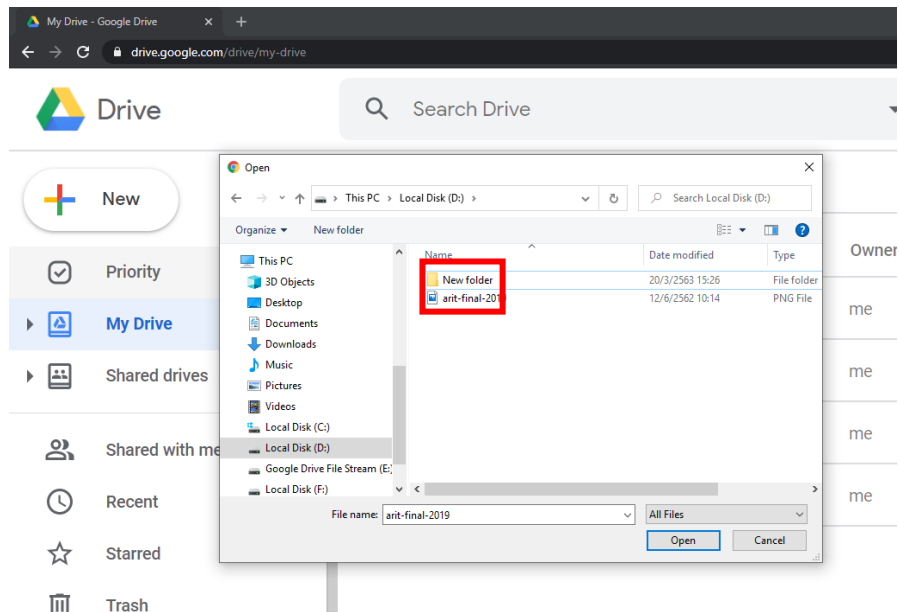 My Drive - Google Drive
drive.google.com/drive/my-drive
Drive
Search Drive
New
Priority
My Drive
Shared drives
Shared with me
Recent
Starred
Trash
Owner
me
me
me
me
Open
This PC > Local Disk (D:) >
Search Local Disk (D:)
Organize
New folder
Name
Date modified
Type
This PC
3D Objects
Desktop
Documents
Downloads
Music
Pictures
Videos
Local Disk (C:)
Local Disk (D:)
Google Drive File Stream (E:)
Local Disk (F:)
New folder
20/3/2563 15:26
File folder
arit-final-2019
12/6/2562 10:14
PNG File
File name:
arit-final-2019
All Files
Open
Cancel